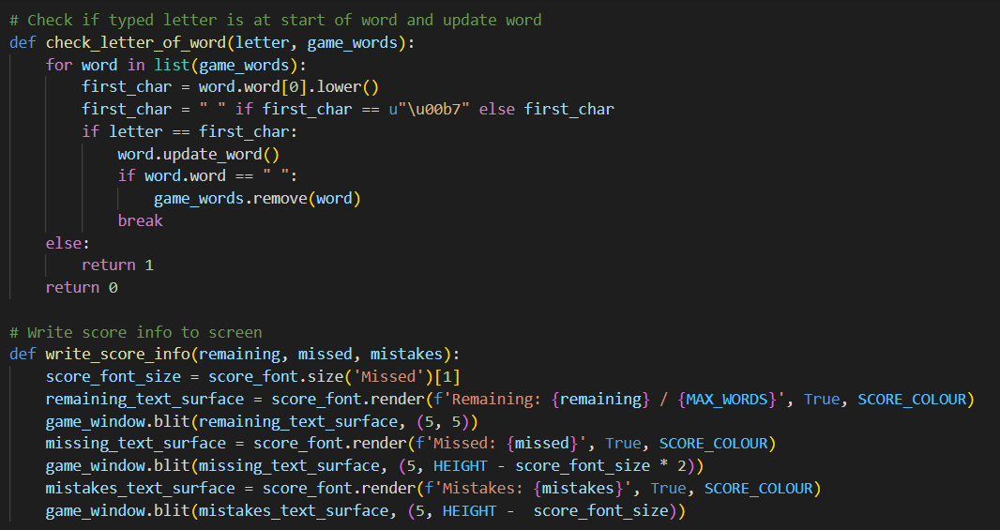 # Check if typed letter is at start of word and update word
def check_letter_of_word(letter, game_words):
    for word in list(game_words):
        first_char = word.word[0].lower()
        first_char = " " if first_char == u"\u00b7" else first_char
        if letter == first_char:
            word.update_word()
            if word.word == " ":
                game_words.remove(word)
            break
    else:
        return 1
    return 0

# Write score info to screen
def write_score_info(remaining, missed, mistakes):
    score_font_size = score_font.size('Missed')[1]
    remaining_text_surface = score_font.render(f'Remaining: {remaining} / {MAX_WORDS}', True, SCORE_COLOUR)
    game_window.blit(remaining_text_surface, (5, 5))
    missing_text_surface = score_font.render(f'Missed: {missed}', True, SCORE_COLOUR)
    game_window.blit(missing_text_surface, (5, HEIGHT - score_font_size * 2))
    mistakes_text_surface = score_font.render(f'Mistakes: {mistakes}', True, SCORE_COLOUR)
    game_window.blit(mistakes_text_surface, (5, HEIGHT -  score_font_size))